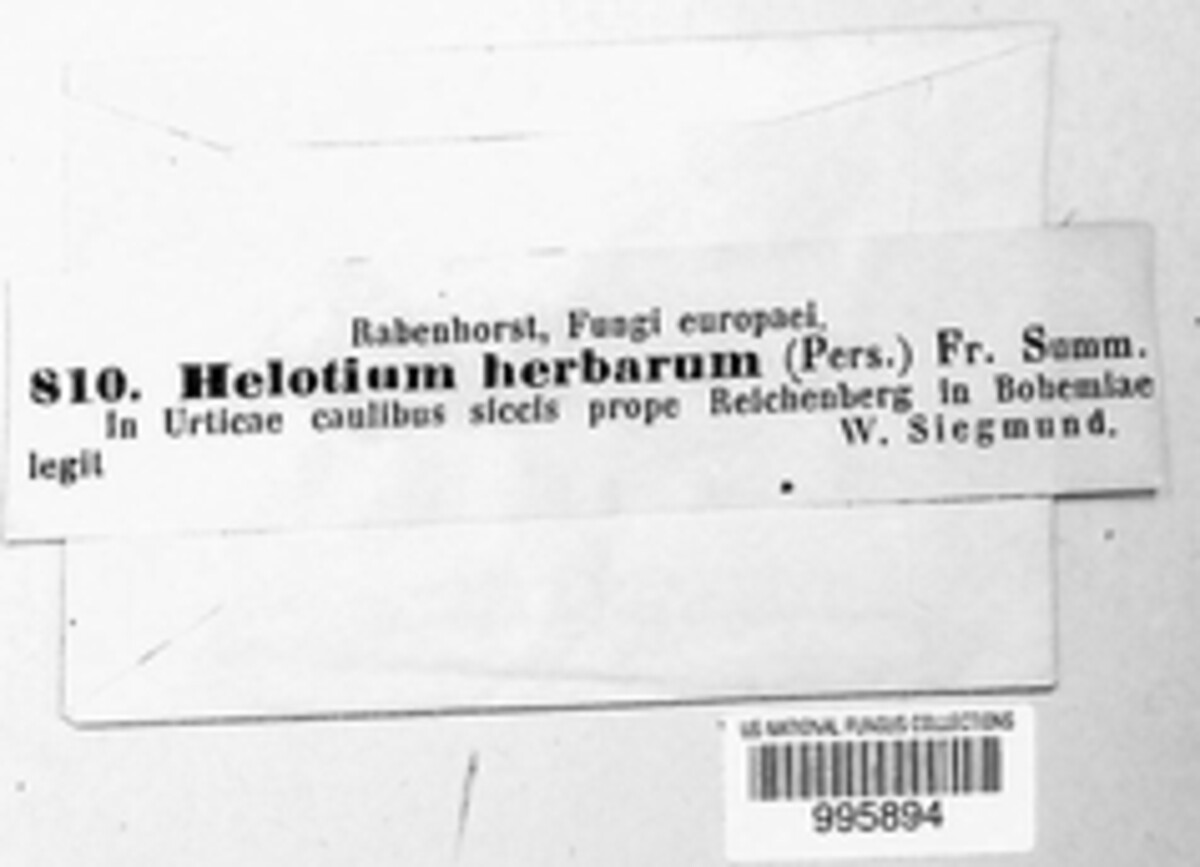 Rabenhorst, Fungi europaei.
810. Helotium herbarum (Pers.) Fr. Summ.
In Urticae caulibus siccis prope Reichenberg in Bohemiae
legit W. Siegmund.
US NATIONAL FUNGUS COLLECTIONS
995894